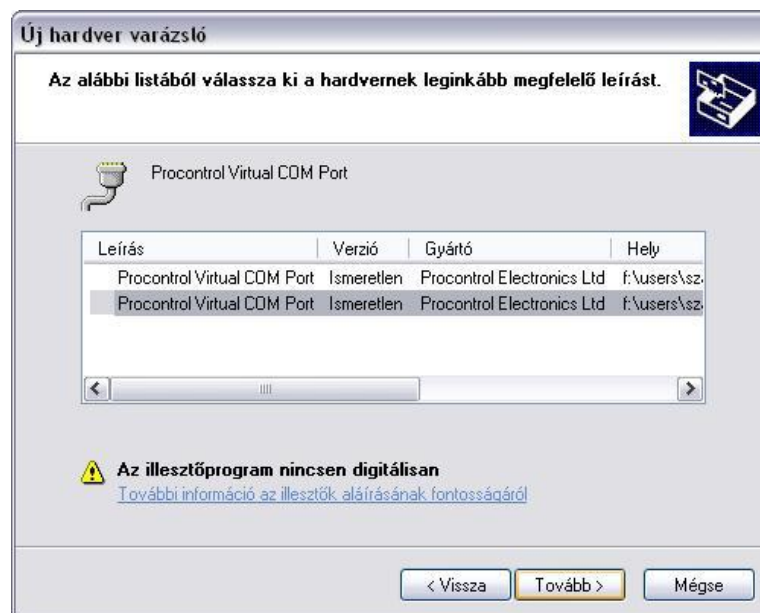 Új hardver varázsló
Az alábbi listából válassza ki a hardvernek leginkább megfelelő leírást.
Procontrol Virtual COM Port
Leírás Verzió Gyártó Hely
Procontrol Virtual COM Port Ismeretlen Procontrol Electronics Ltd f:\users\sz
Procontrol Virtual COM Port Ismeretlen Procontrol Electronics Ltd f:\users\sz
Az illesztőprogram nincsen digitálisan
További információ az illesztők aláírásának fontosságáról
< Vissza Tovább > Mégse